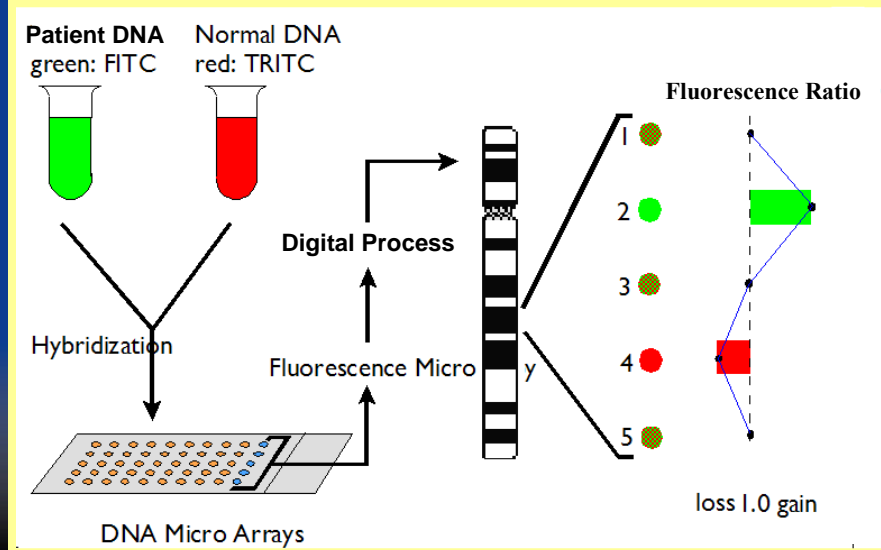 Patient DNA
green: FITC
Normal DNA
red: TRITC
Fluorescence Ratio
1
2
3
4
5
Digital Process
Hybridization
Fluorescence Micro y
DNA Micro Arrays
loss 1.0 gain